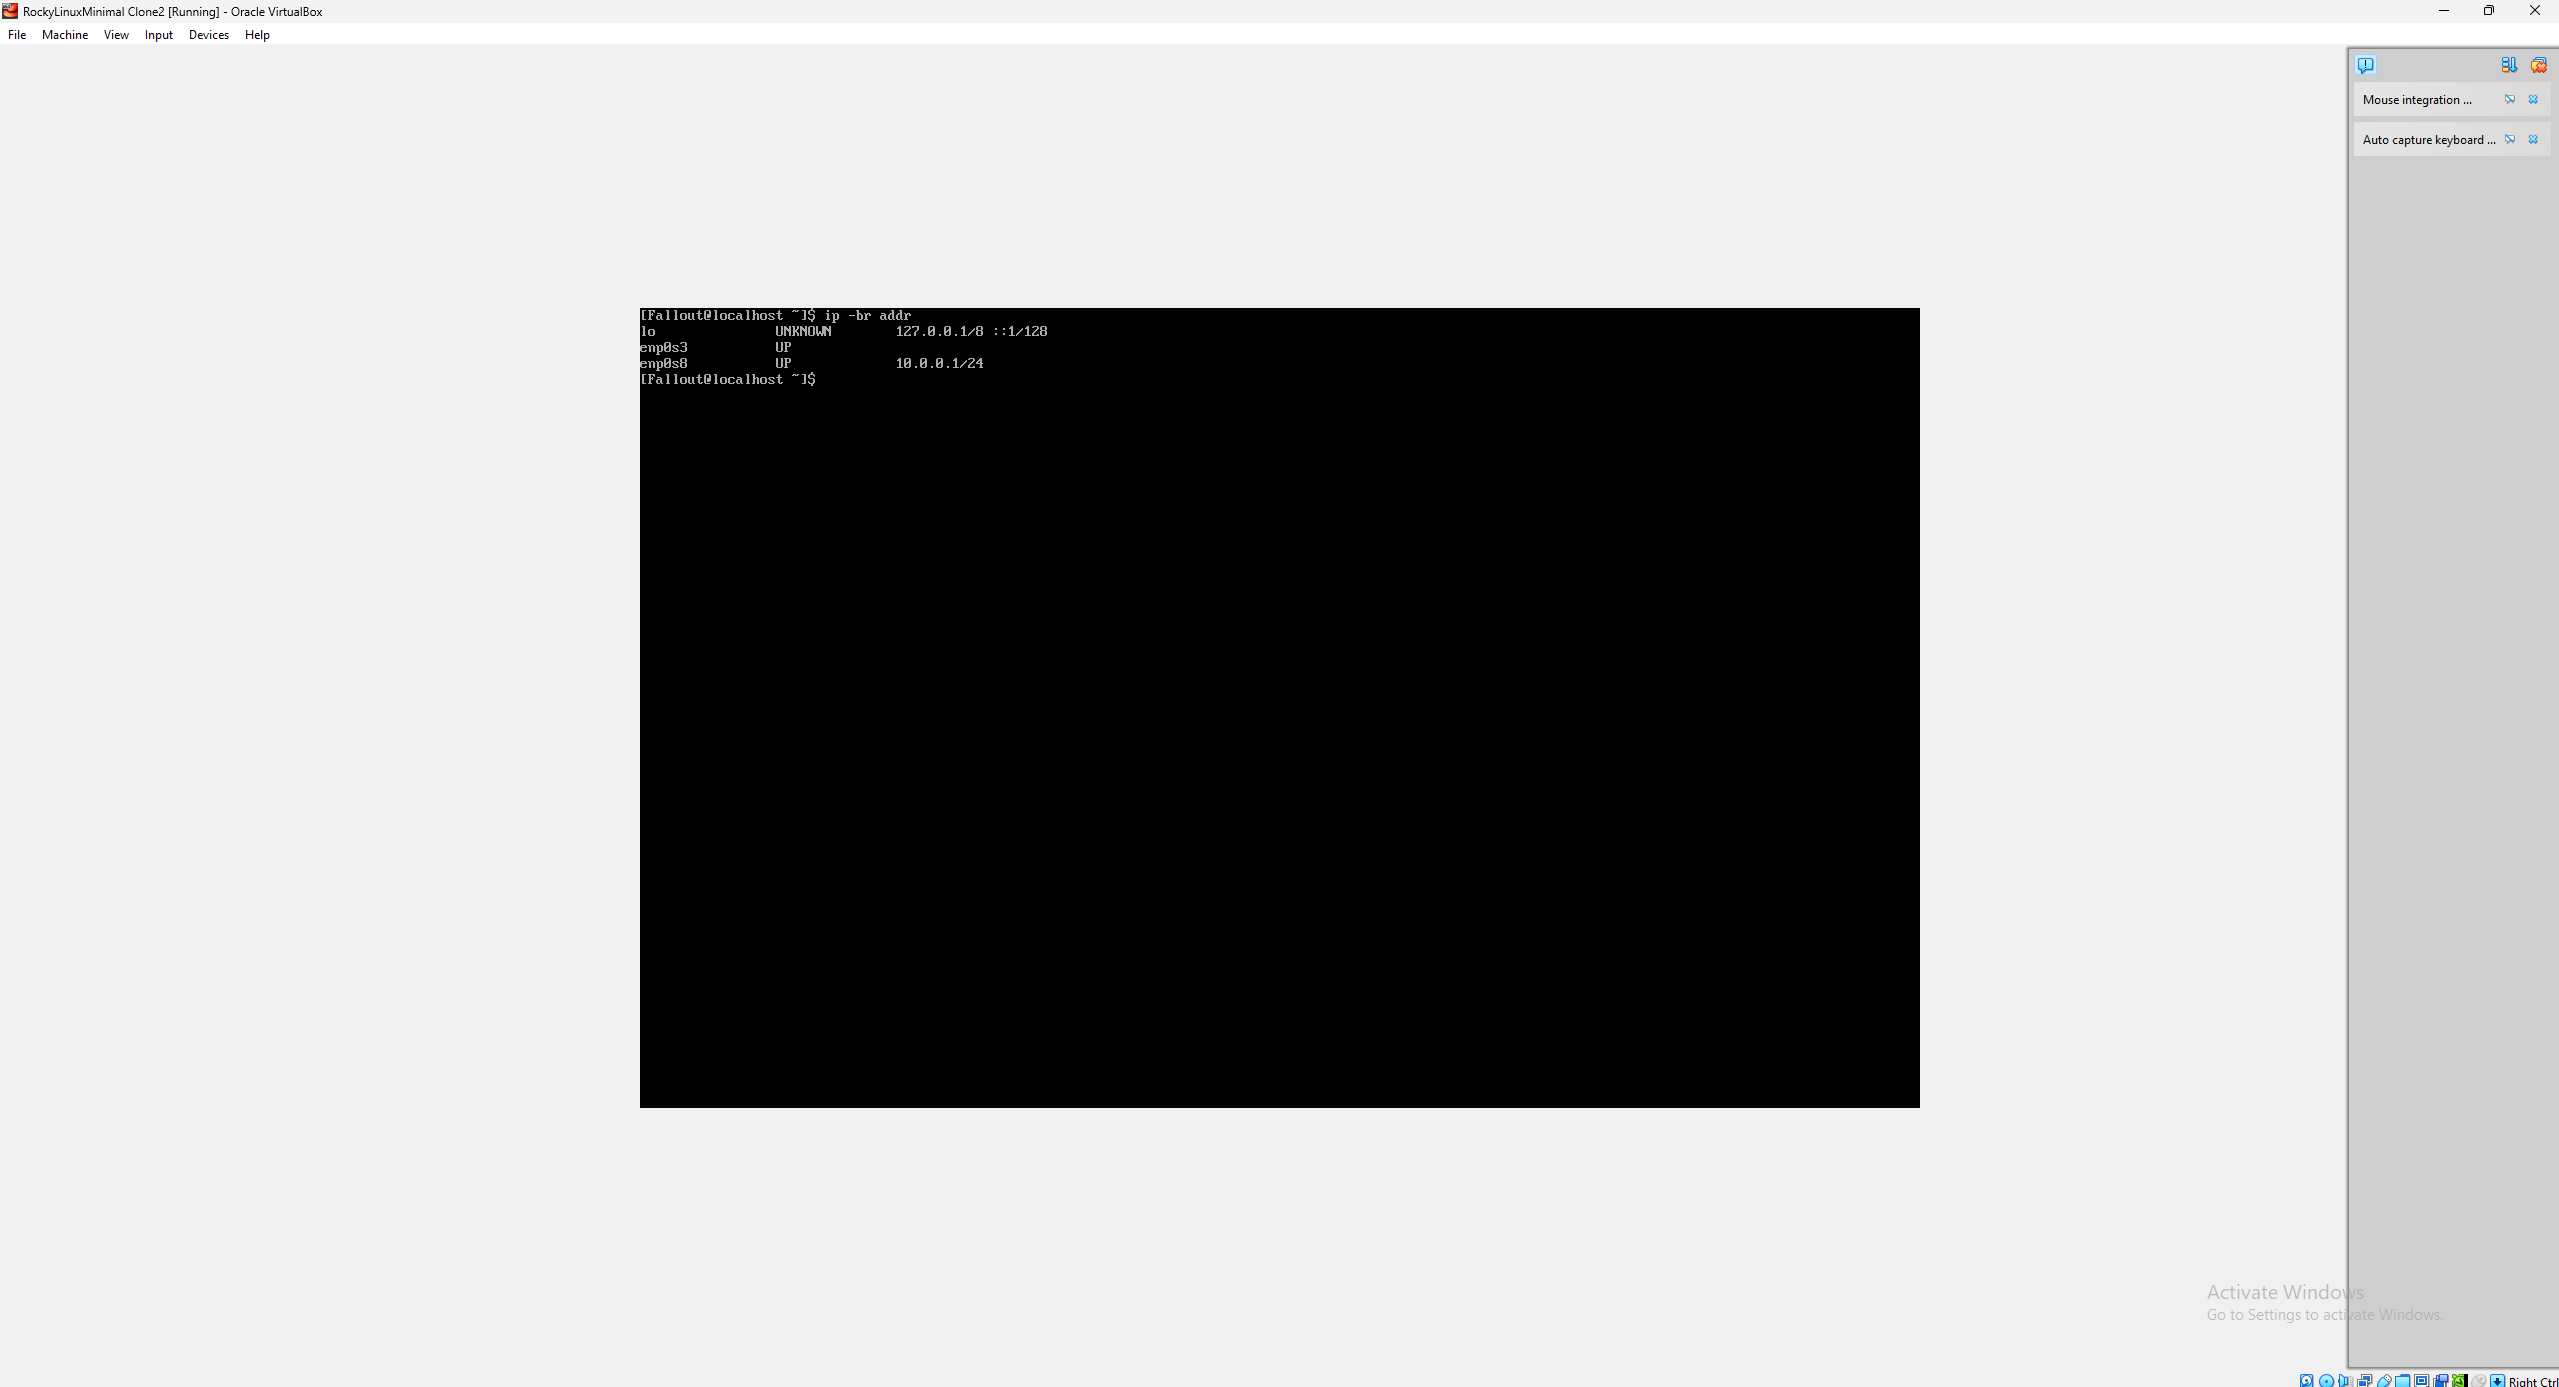 RockyLinuxMinimal Clone2 [Running] - Oracle VirtualBox
File Machine View Input Devices Help
Mouse integration ...
Auto capture keyboard ...
[Fallout@localhost ~]$ ip -br addr
lo UNKNOWN 127.0.0.1/8 ::1/128
enp0s3 UP
enp0s8 UP 10.0.0.1/24
[Fallout@localhost ~]$
Activate Windows
Go to Settings to activate Windows.
Right Ctrl